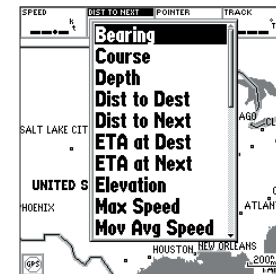 SPEED DIST TO NEXT POINTER TRACK
Bearing
Course
Depth
Dist to Dest
Dist to Next
ETA at Dest
ETA at Next
Elevation
Max Speed
Mov Avg Speed
AGO
CL
SALT LAKE CIT
UNITED S
HOENIX
ATLAN
HOUSTON NEW ORLEANS
GPS
200